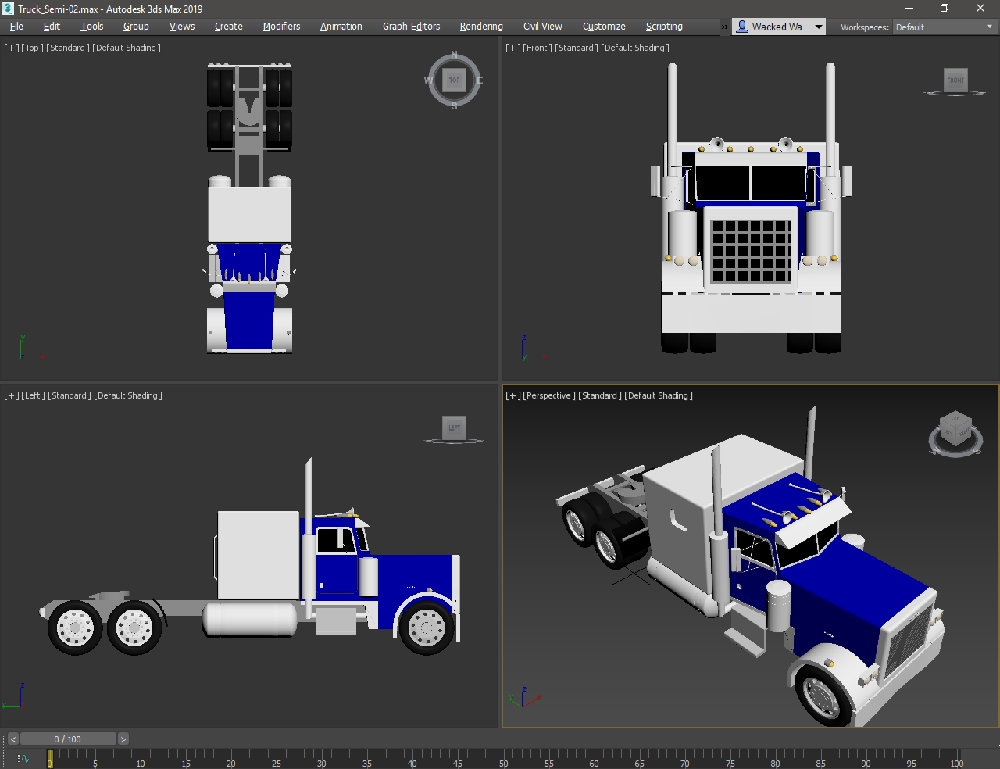 Truck_Semi-02.max - Autodesk 3ds Max 2019
File Edit Tools Group Views Create Modifiers Animation Graph Editors Rendering Civil View Customize Scripting » Wacked Wa Workspaces: Default
[+] [Top] [Standard] [Default Shading]
[+] [Front] [Standard] [Default Shading]
N
W TOP E
S
FRONT
y
x
z
[+] [Left] [Standard] [Default Shading]
[+] [Perspective] [Standard] [Default Shading]
LEFT
z
< 0 / 100 >
0 5 10 15 20 25 30 35 40 45 50 55 60 65 70 75 80 85 90 95 100